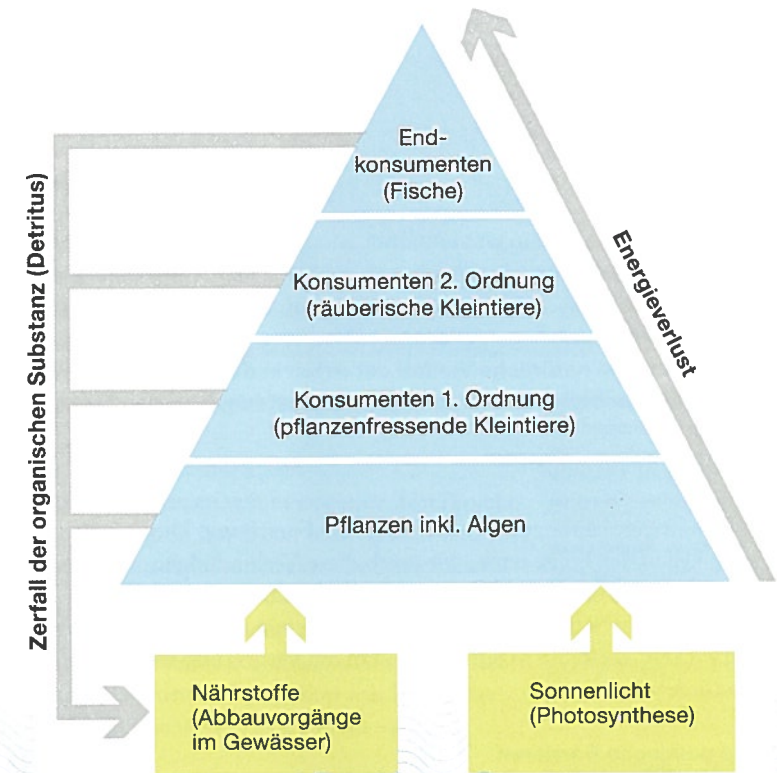 End-
konsumenten
(Fische)
Konsumenten 2. Ordnung
(räuberische Kleintiere)
Konsumenten 1. Ordnung
(pflanzenfressende Kleintiere)
Pflanzen inkl. Algen
Energieverlust
Zerfall der organischen Substanz (Detritus)
Nährstoffe
(Abbauvorgänge
im Gewässer)
Sonnenlicht
(Photosynthese)